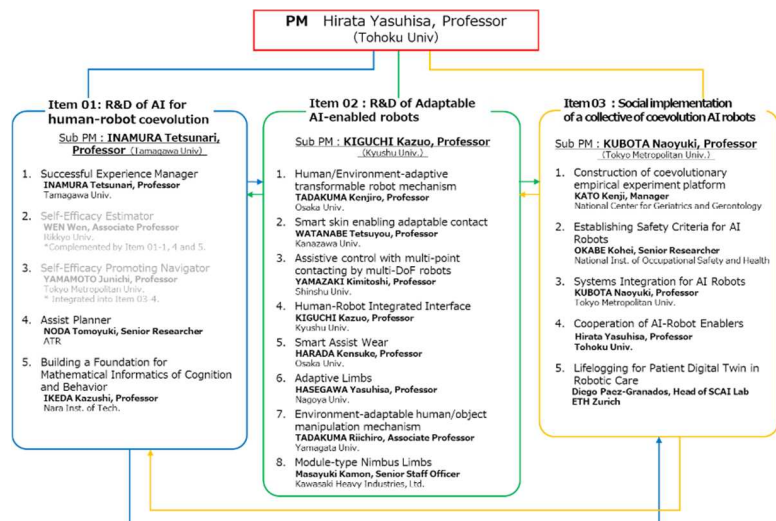 PM Hirata Yasuhisa, Professor
(Tohoku Univ)
Item 01: R&D of AI for
human-robot coevolution
Sub PM : INAMURA Tetsunari,
Professor (Tamagawa Univ)
1. Successful Experience Manager
INAMURA Tetsunari, Professor
Tamagawa Univ.
2. Self-Efficacy Estimator
WEN Wen, Associate Professor
Rikkyo Univ.
*Complemented by Item 01-1, 4 and 5.
3. Self-Efficacy Promoting Navigator
YAMAMOTO Junichi, Professor
Tokyo Metropolitan Univ.
* Integrated into Item 03-4.
4. Assist Planner
NODA Tomoyuki, Senior Researcher
ATR
5. Building a Foundation for
Mathematical Informatics of Cognition
and Behavior
IKEDA Kazushi, Professor
Nara Inst. of Tech.
Item 02 : R&D of Adaptable
AI-enabled robots
Sub PM : KIGUCHI Kazuo, Professor
(Kyushu Univ.)
1. Human/Environment-adaptive
transformable robot mechanism
TADAKUMA Kenjiro, Professor
Osaka Univ.
2. Smart skin enabling adaptable contact
WATANABE Tetsuyou, Professor
Kanazawa Univ.
3. Assistive control with multi-point
contacting by multi-DoF robots
YAMAZAKI Kimitoshi, Professor
Shinshu Univ.
4. Human-Robot Integrated Interface
KIGUCHI Kazuo, Professor
Kyushu Univ.
5. Smart Assist Wear
HARADA Kensuke, Professor
Osaka Univ.
6. Adaptive Limbs
HASEGAWA Yasuhisa, Professor
Nagoya Univ.
7. Environment-adaptable human/object
manipulation mechanism
TADAKUMA Riichiro, Associate Professor
Yamagata Univ.
8. Module-type Nimbus Limbs
Masayuki Kamon, Senior Staff Officer
Kawasaki Heavy Industries, Ltd.
Item 03 : Social implementation
of a collective of coevolution AI robots
Sub PM : KUBOTA Naoyuki, Professor
(Tokyo Metropolitan Univ.)
1. Construction of coevolutionary
empirical experiment platform
KATO Kenji, Manager
National Center for Geriatrics and Gerontology
2. Establishing Safety Criteria for AI
Robots
OKABE Kohei, Senior Researcher
National Inst. of Occupational Safety and Health
3. Systems Integration for AI Robots
KUBOTA Naoyuki, Professor
Tokyo Metropolitan Univ.
4. Cooperation of AI-Robot Enablers
Hirata Yasuhisa, Professor
Tohoku Univ.
5. Lifelogging for Patient Digital Twin in
Robotic Care
Diego Paez-Granados, Head of SCAI Lab
ETH Zurich